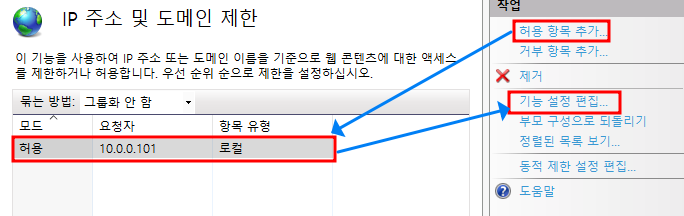 IP 주소 및 도메인 제한
이 기능을 사용하여 IP 주소 또는 도메인 이름을 기준으로 웹 콘텐츠에 대한 액세스
를 제한하거나 허용합니다. 우선 순위 순으로 제한을 설정하십시오.
묶는 방법: 그룹화 안 함
모드 요청자 항목 유형
허용 10.0.0.101 로컬
작업
허용 항목 추가...
거부 항목 추가...
제거
기능 설정 편집...
부모 구성으로 되돌리기
정렬된 목록 보기...
동적 제한 설정 편집...
도움말